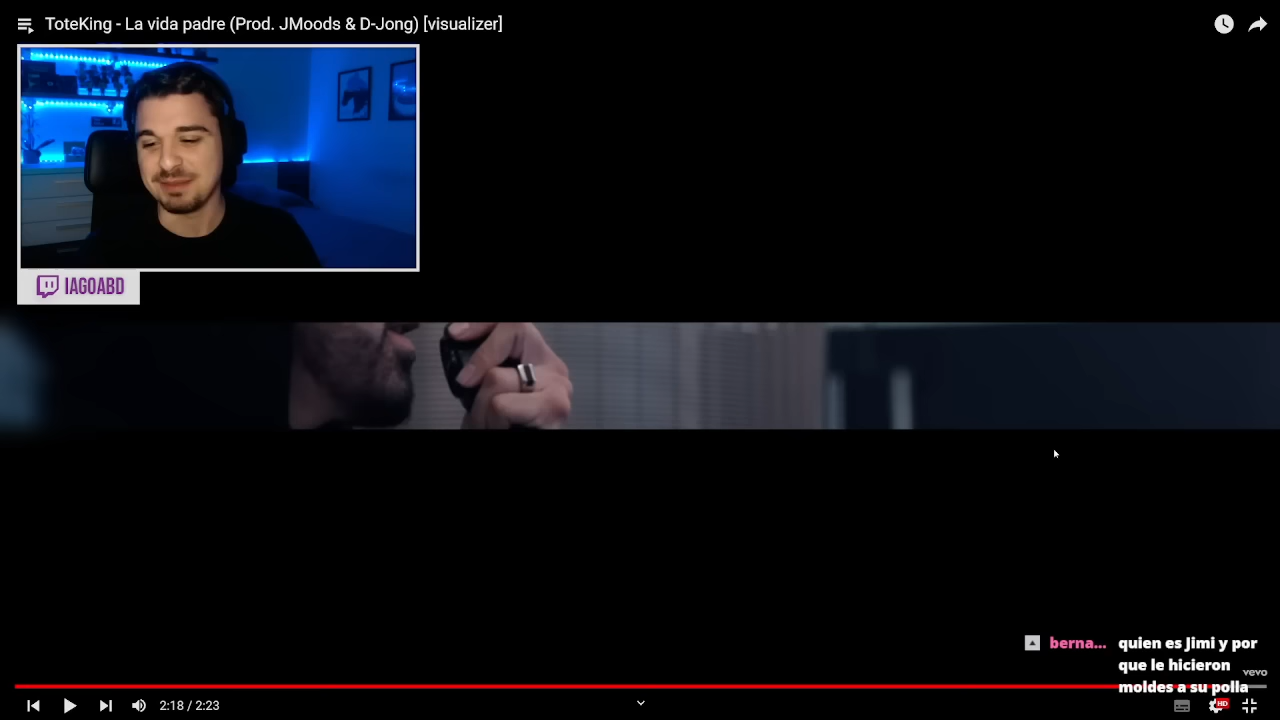 ToteKing - La vida padre (Prod. JMoods & D-Jong) [visualizer]
IAGOABD
berna... quien es Jimi y por
que le hicieron
vevo
moldes a su polla
2:18 / 2:23
HD